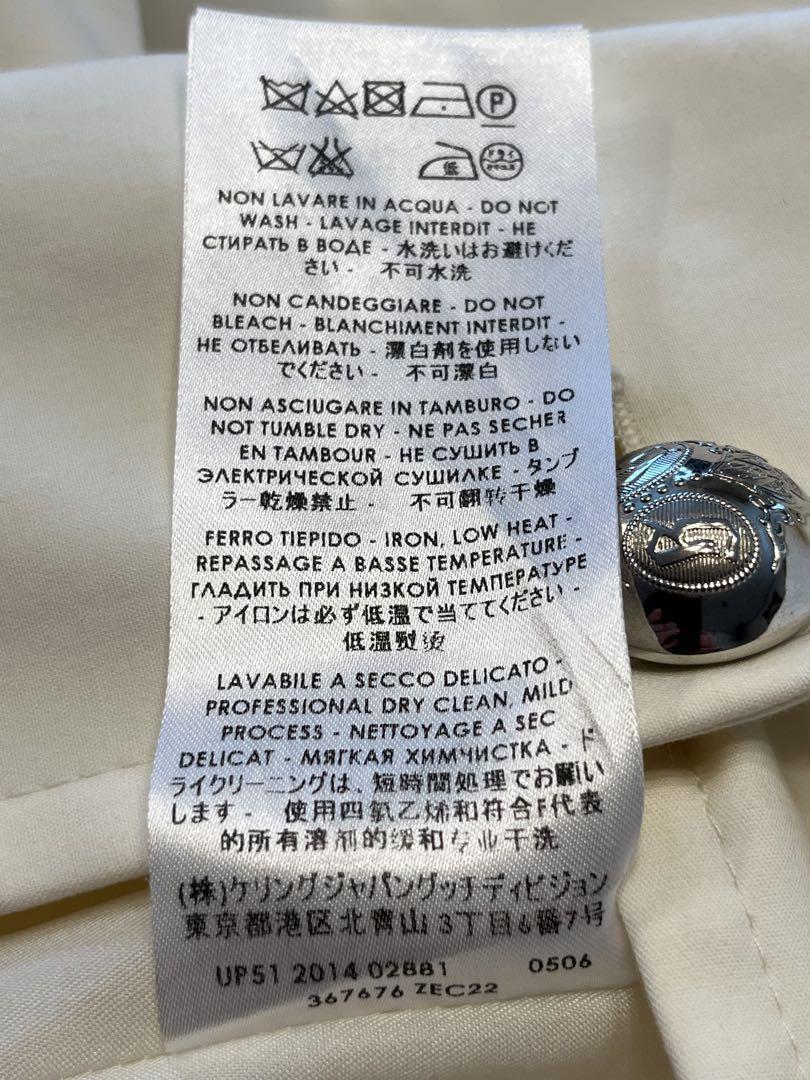 P
低
NON LAVARE IN ACQUA - DO NOT
WASH - LAVAGE INTERDIT - НЕ
СТИРАТЬ В ВОДЕ - 水洗いはお避けくだ
さい - 不可水洗
NON CANDEGGIARE - DO NOT
BLEACH - BLANCHIMENT INTERDIT -
НЕ ОТБЕЛИВАТЬ - 漂白剤を使用しない
でください - 不可漂白
NON ASCIUGARE IN TAMBURO - DO
NOT TUMBLE DRY - NE PAS SECHER
EN TAMBOUR - НЕ СУШИТЬ В
ЭЛЕКТРИЧЕСКОЙ СУШИЛКЕ - タンブ
ラー乾燥禁止 - 不可翻转干燥
FERRO TIEPIDO - IRON, LOW HEAT -
REPASSAGE A BASSE TEMPERATURE -
ГЛАДИТЬ ПРИ НИЗКОЙ ТЕМПЕРАТУРЕ
- アイロンは必ず低温で当ててください -
低温熨烫
LAVABILE A SECCO DELICATO -
PROFESSIONAL DRY CLEAN, MILD
PROCESS - NETTOYAGE A SEC
DELICAT - МЯГКАЯ ХИМЧИСТКА - ド
ライクリーニングは、短時間処理でお願い
します - 使用四氯乙烯和符合F代表
的所有溶剂的缓和专业干洗
(株)ケリングジャパングッチディビジョン
東京都港区北青山3丁目6番7号
UP51 2014 02881 0506
367676 ZEC22